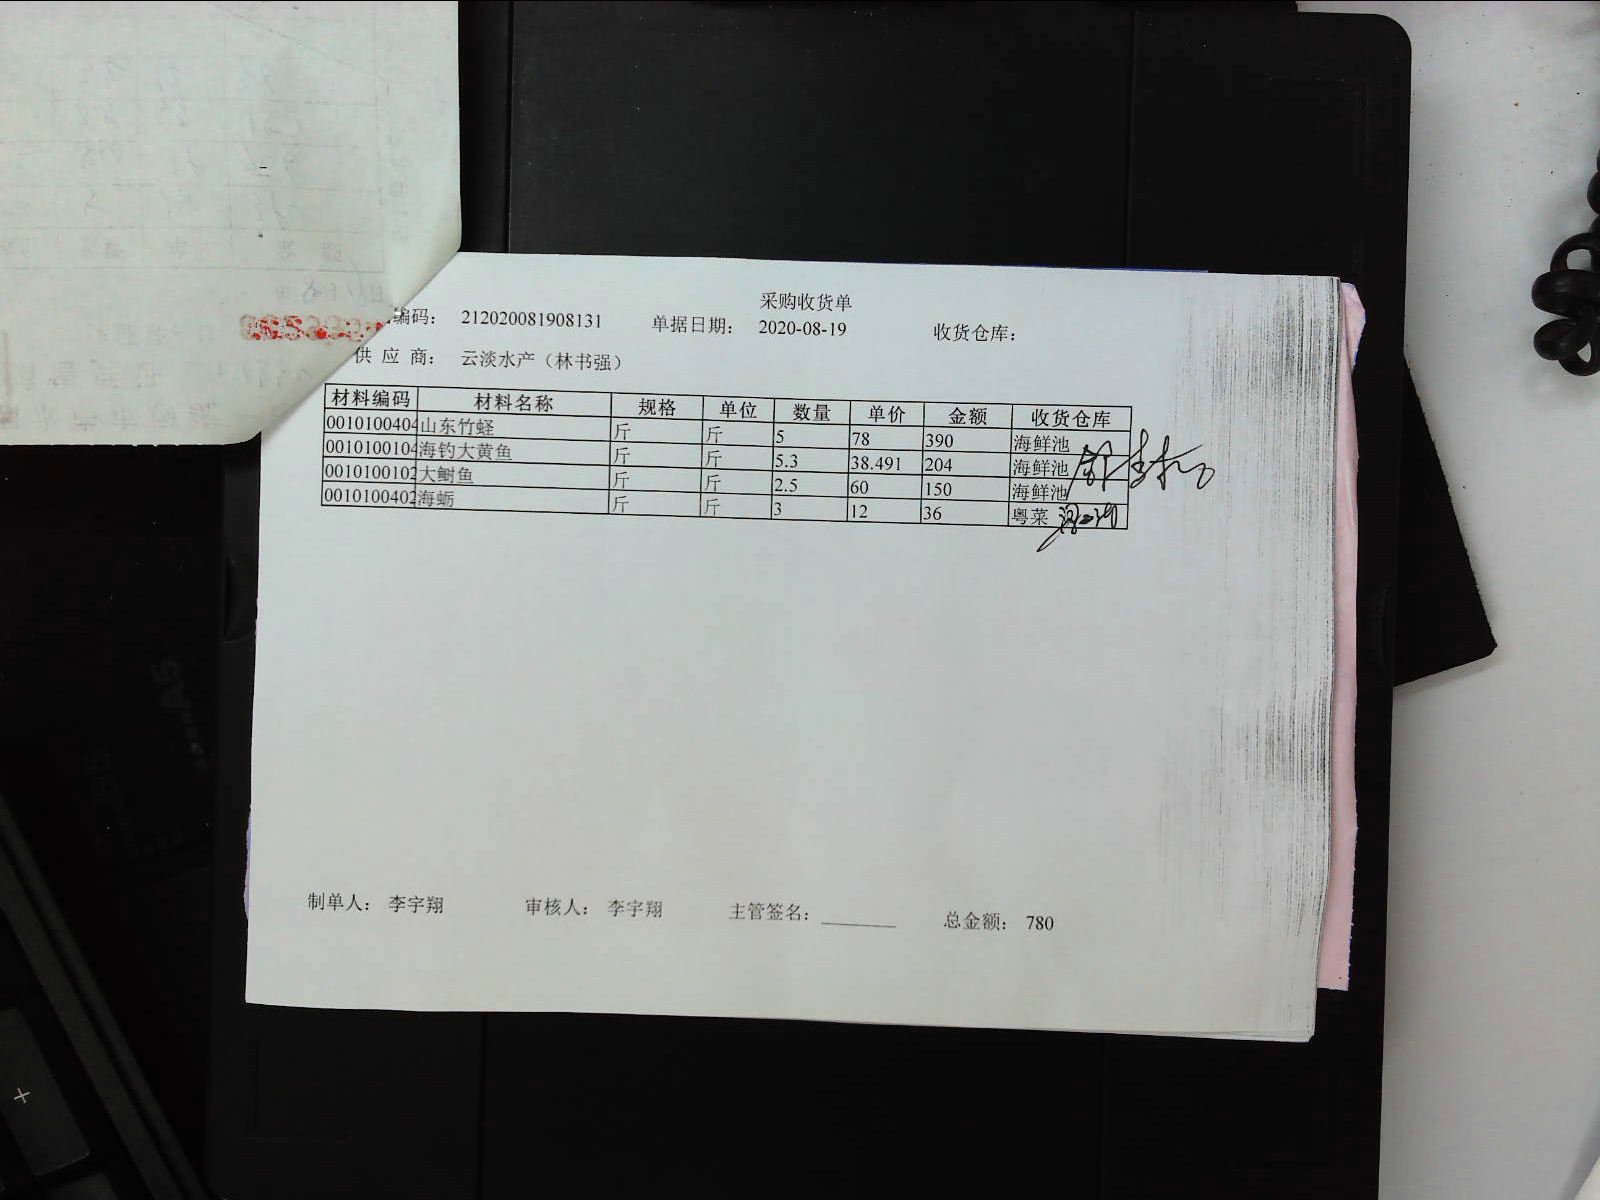 采购收货单
编码： 212020081908131 单据日期： 2020-08-19 收货仓库：
供 应 商： 云淡水产（林书强）
材料编码 材料名称 规格 单位 数量 单价 金额 收货仓库
0010100404 山东竹蛏 斤 斤 5 78 390 海鲜池
0010100104 海钓大黄鱼 斤 斤 5.3 38.491 204 海鲜池
0010100102 大鮰鱼 斤 斤 2.5 60 150 海鲜池
0010100402 海蛎 斤 斤 3 12 36 粤菜
制单人： 李宇翔 审核人： 李宇翔 主管签名： 总金额： 780